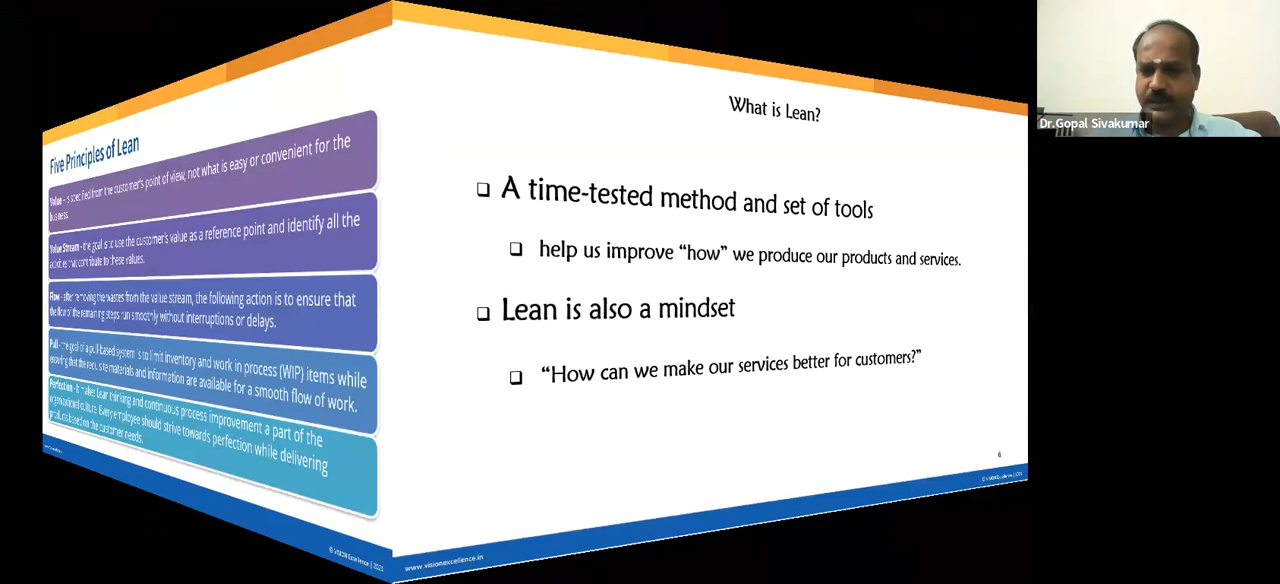 Five Principles of Lean
Value - is specified from the customer's point of view, not what is easy or convenient for the
business.
Value Stream - the goal is to use the customer's value as a reference point and identify all the
activities that contribute to these values.
Flow - after removing the wastes from the value stream, the following action is to ensure that
the flow of the remaining steps run smoothly without interruptions or delays.
Pull - the goal of a pull-based system is to limit inventory and work in process (WIP) items while
ensuring that the requisite materials and information are available for a smooth flow of work.
Perfection - it makes Lean thinking and continuous process improvement a part of the
organizational culture. Every employee should strive towards perfection while delivering
products based on the customer needs.
© VISION Excellence | 2021
What is Lean?
❑ A time-tested method and set of tools
❑ help us improve “how” we produce our products and services.
❑ Lean is also a mindset
❑ “How can we make our services better for customers?”
6
© VISION Excellence | 2021
www.visionexcellence.in
Dr.Gopal Sivakumar